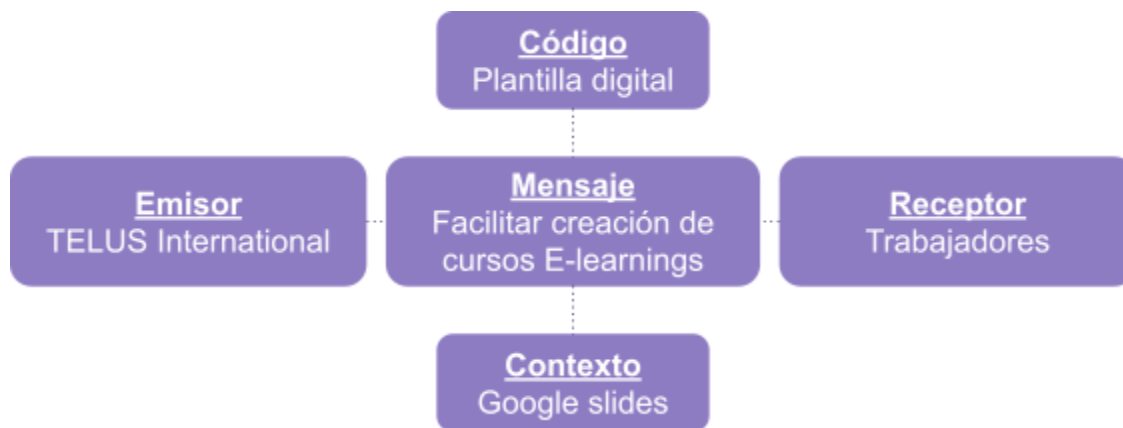 Código
Plantilla digital
Emisor
TELUS International
Mensaje
Facilitar creación de
cursos E-learnings
Receptor
Trabajadores
Contexto
Google slides